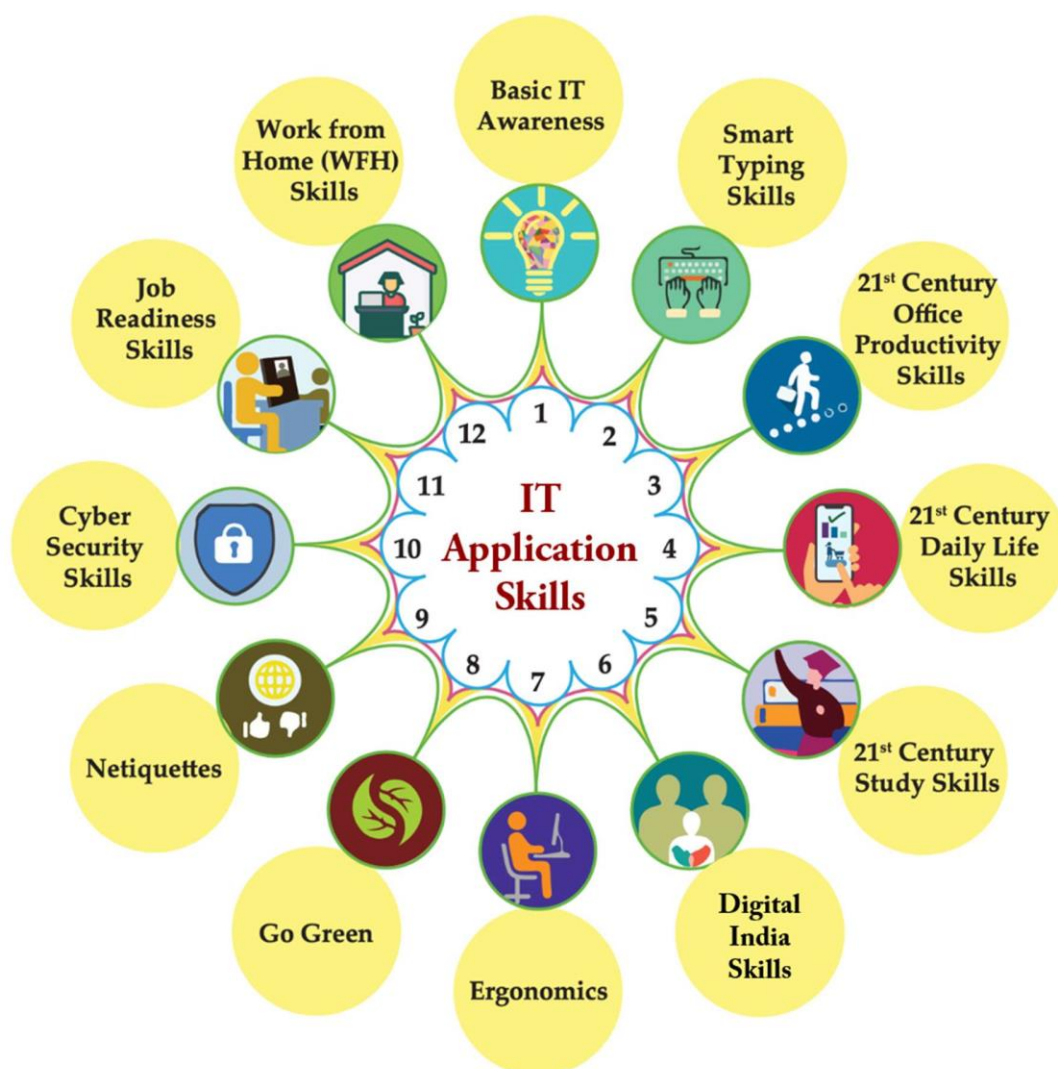 IT
Application
Skills
1
Basic IT
Awareness
2
Smart
Typing
Skills
3
21st Century
Office
Productivity
Skills
4
21st Century
Daily Life
Skills
5
21st Century
Study Skills
6
Digital
India
Skills
7
Ergonomics
8
Go Green
9
Netiquettes
10
Cyber
Security
Skills
11
Job
Readiness
Skills
12
Work from
Home (WFH)
Skills